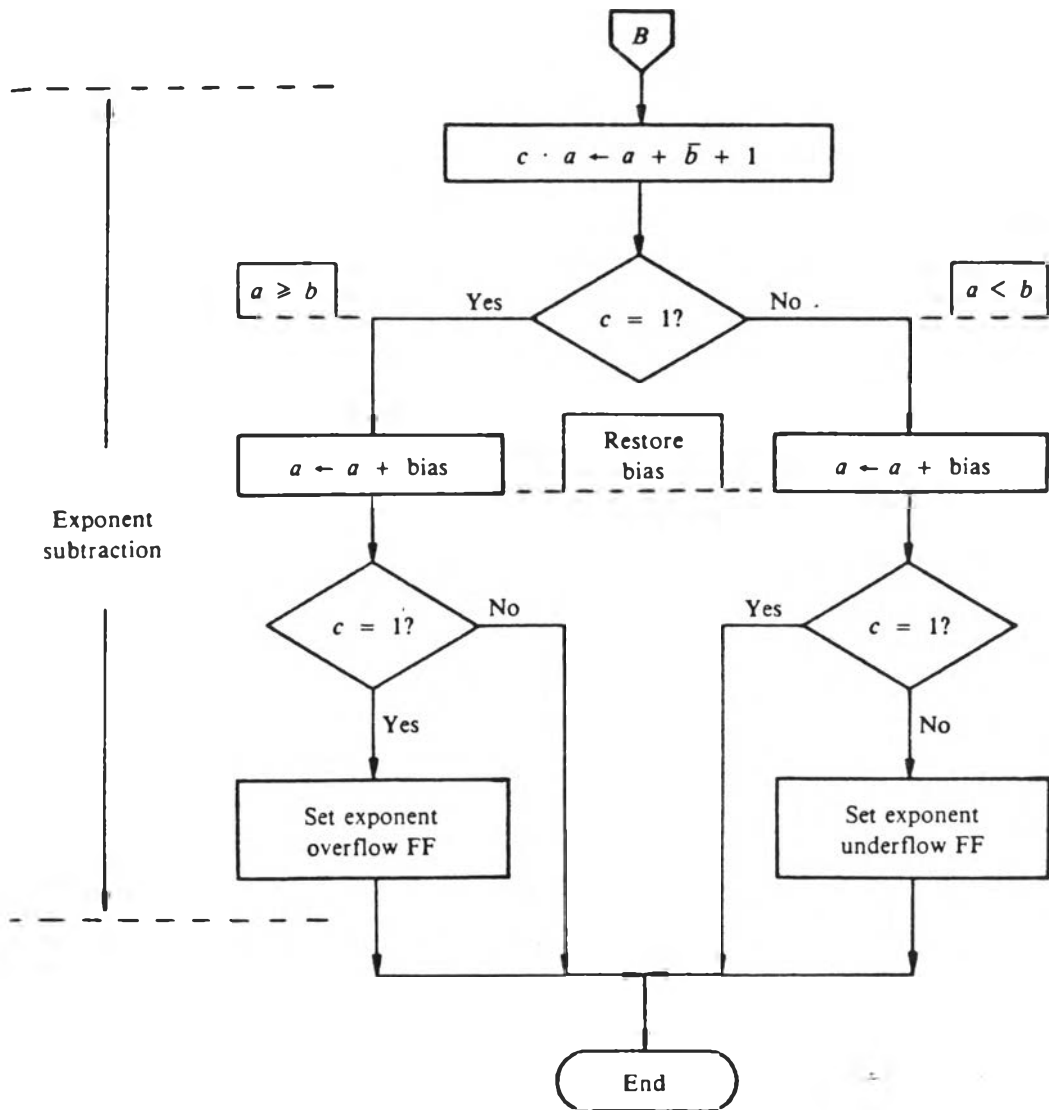 B
c · a ← a + b̅ + 1
a ≥ b
Yes
c = 1?
No
a < b
a ← a + bias
Restore
bias
a ← a + bias
Exponent
subtraction
c = 1?
No
Yes
c = 1?
Yes
No
Set exponent
overflow FF
Set exponent
underflow FF
End